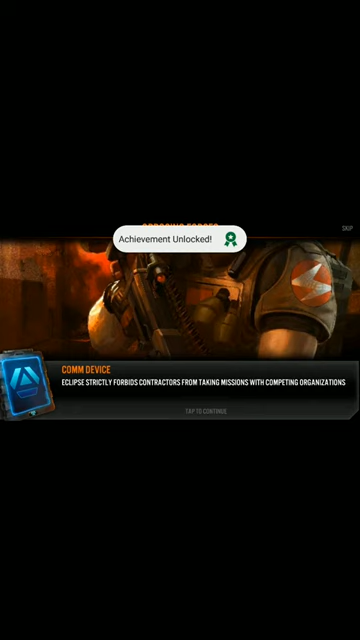 SKIP
Achievement Unlocked!
COMM DEVICE
ECLIPSE STRICTLY FORBIDS CONTRACTORS FROM TAKING MISSIONS WITH COMPETING ORGANIZATIONS
TAP TO CONTINUE